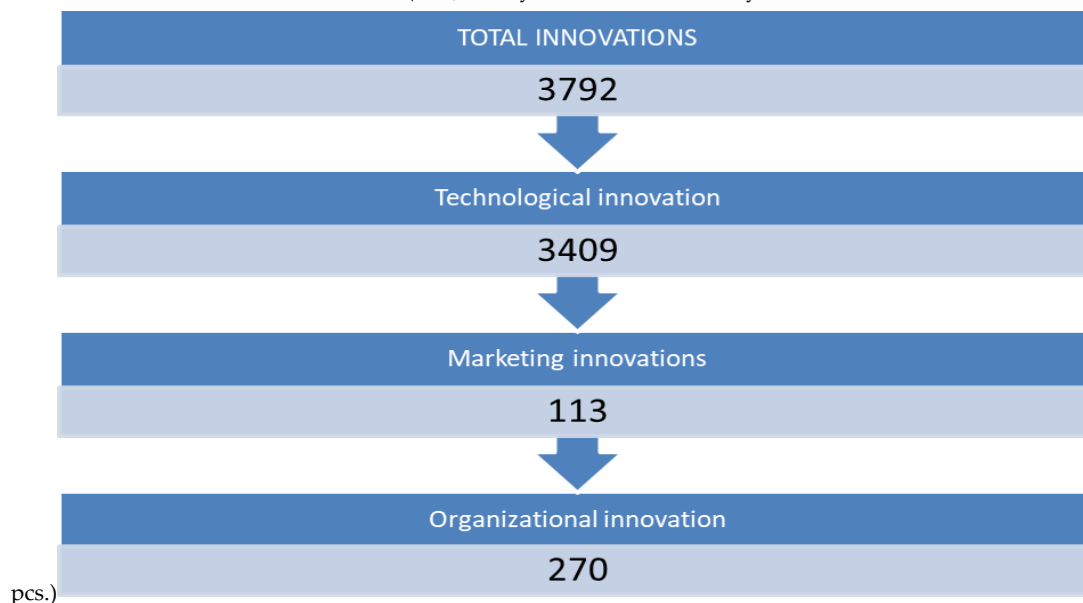 TOTAL INNOVATIONS
3792
Technological innovation
3409
Marketing innovations
113
Organizational innovation
270
pcs.)